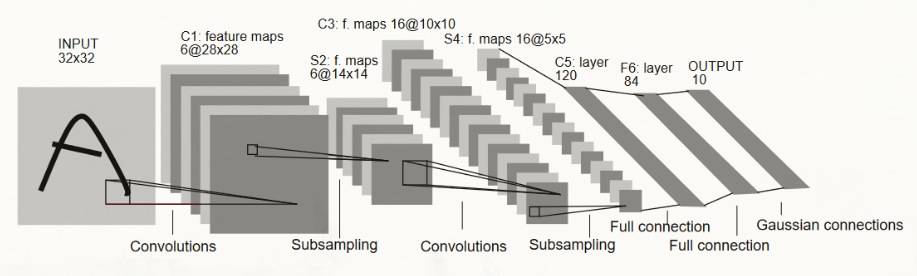 INPUT
32x32
C1: feature maps
6@28x28
S2: f. maps
6@14x14
C3: f. maps 16@10x10
S4: f. maps 16@5x5
C5: layer
120
F6: layer
84
OUTPUT
10
A
Convolutions
Subsampling
Convolutions
Subsampling
Full connection
Full connection
Gaussian connections